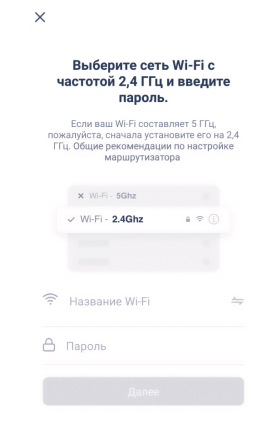 Выберите сеть Wi-Fi с
частотой 2,4 ГГц и введите
пароль.
Если ваш Wi-Fi составляет 5 ГГц,
пожалуйста, сначала установите его на 2,4
ГГц. Общие рекомендации по настройке
маршрутизатора
Wi-Fi - 5Ghz
Wi-Fi - 2.4Ghz
Название Wi-Fi
Пароль
Далее